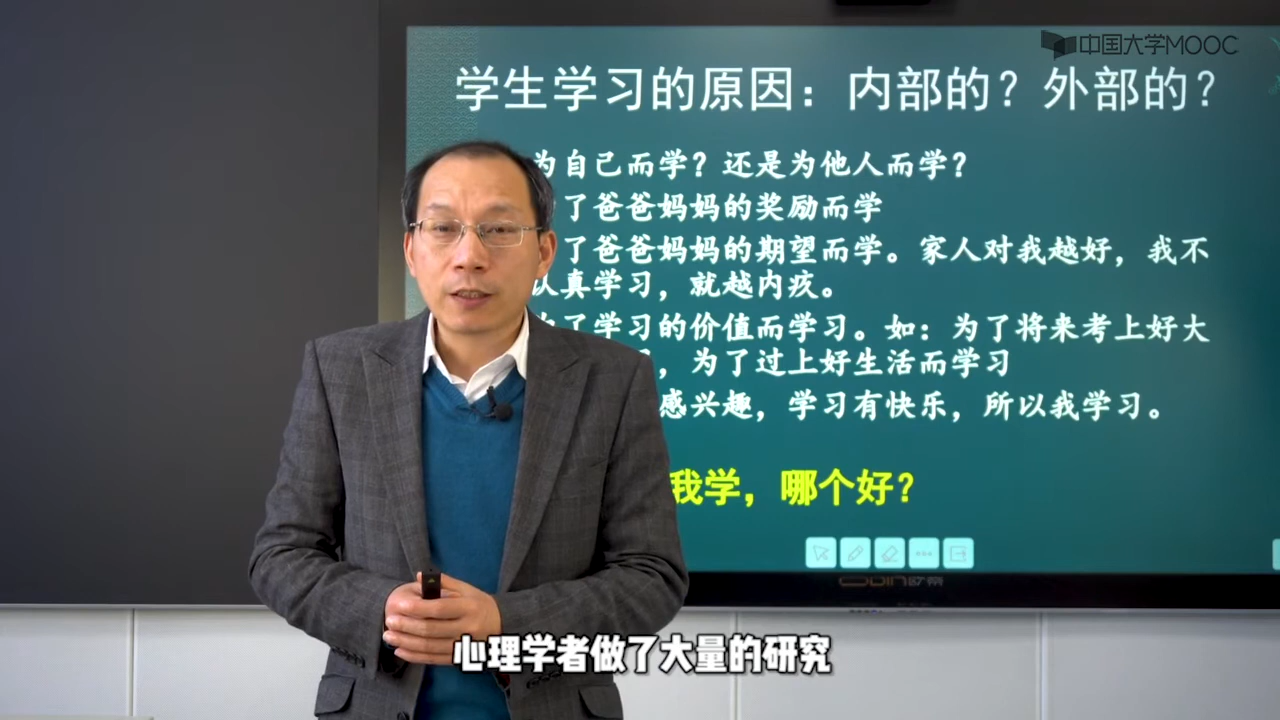 中国大学MOOC
学生学习的原因：内部的？外部的？
为自己而学？还是为他人而学？
了爸爸妈妈的奖励而学
了爸爸妈妈的期望而学。家人对我越好，我不
认真学习，就越内疚。
为了学习的价值而学习。如：为了将来考上好大
，为了过上好生活而学习
感兴趣，学习有快乐，所以我学习。
我学，哪个好？
心理学者做了大量的研究